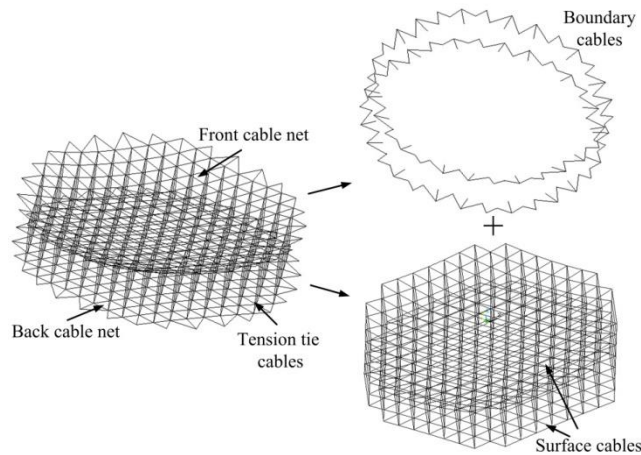 Boundary
cables
Front cable net
+
Back cable net
Tension tie
cables
Surface cables